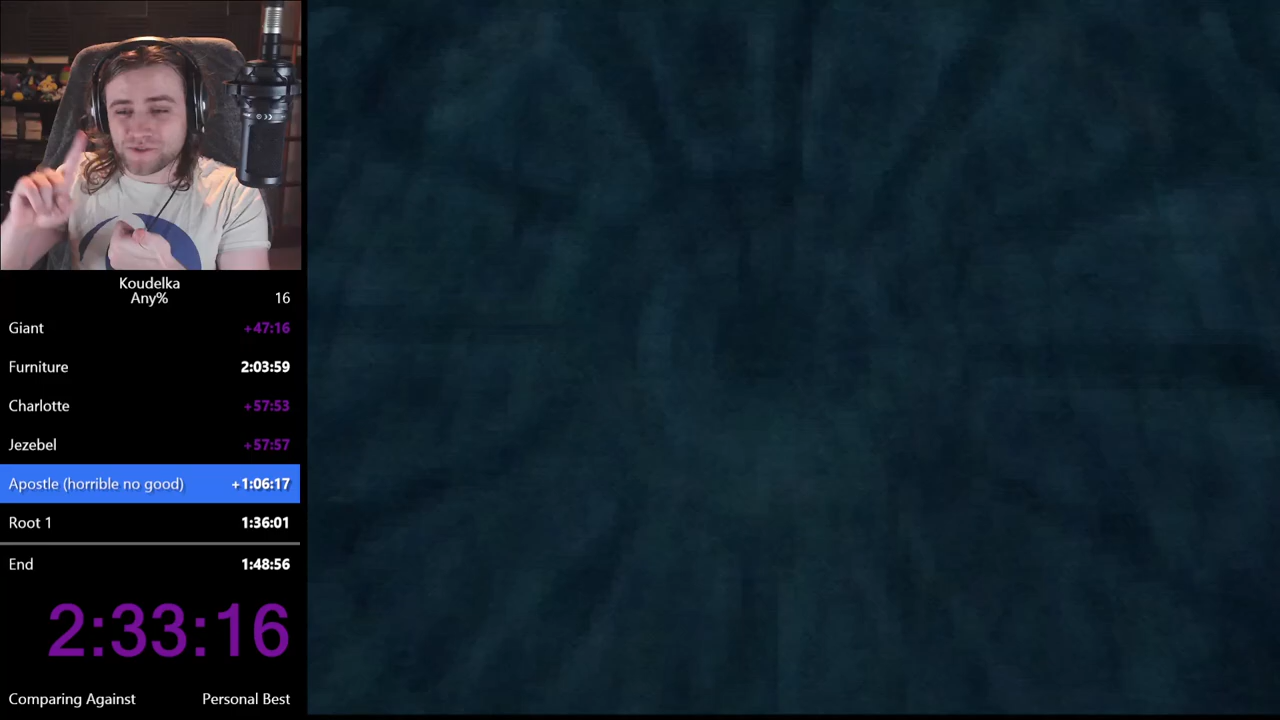 Koudelka
Any% 16
Giant +47:16
Furniture 2:03:59
Charlotte +57:53
Jezebel +57:57
Apostle (horrible no good) +1:06:17
Root 1 1:36:01
End 1:48:56
2:33:16
Comparing Against Personal Best